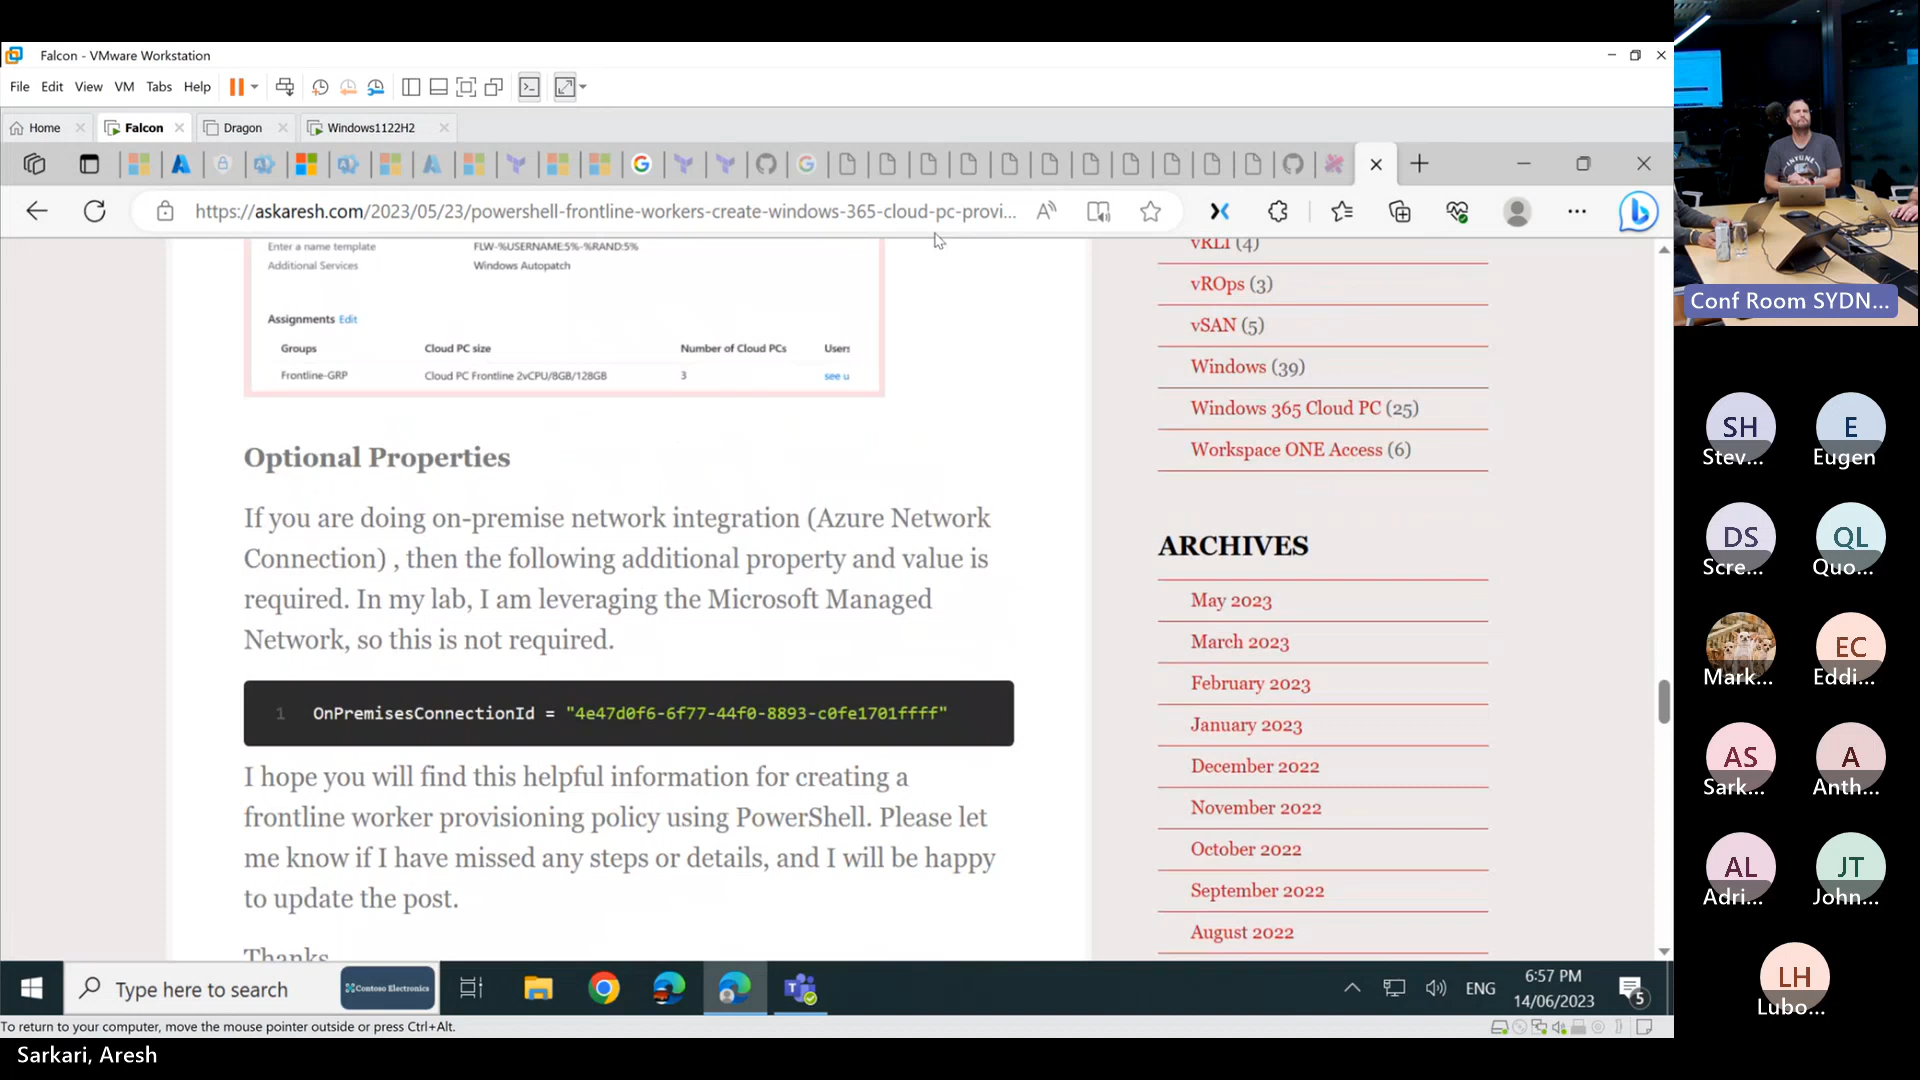 Falcon - VMware Workstation
File Edit View VM Tabs Help
Home Falcon Dragon Windows1122H2
https://askaresh.com/2023/05/23/powershell-frontline-workers-create-windows-365-cloud-pc-provi...
Enter a name template FLW-%USERNAME:5%-%RAND:5%
Additional Services Windows Autopatch
Assignments Edit
Groups Cloud PC size Number of Cloud PCs Users
Frontline-GRP Cloud PC Frontline 2vCPU/8GB/128GB 3 see u
Optional Properties
If you are doing on-premise network integration (Azure Network
Connection) , then the following additional property and value is
required. In my lab, I am leveraging the Microsoft Managed
Network, so this is not required.
1 OnPremisesConnectionId = "4e47d0f6-6f77-44f0-8893-c0fe1701ffff"
I hope you will find this helpful information for creating a
frontline worker provisioning policy using PowerShell. Please let
me know if I have missed any steps or details, and I will be happy
to update the post.
Thanks
vRLI (4)
vROps (3)
vSAN (5)
Windows (39)
Windows 365 Cloud PC (25)
Workspace ONE Access (6)
ARCHIVES
May 2023
March 2023
February 2023
January 2023
December 2022
November 2022
October 2022
September 2022
August 2022
Type here to search
Contoso Electronics
ENG
6:57 PM
14/06/2023
5
To return to your computer, move the mouse pointer outside or press Ctrl+Alt.
Sarkari, Aresh
INTUNE
Conf Room SYDN...
SH E
Stev... Eugen
DS QL
Scre... Quo...
EC
Mark... Eddi...
AS A
Sark... Anth...
AL JT
Adri... John...
LH
Lubo...